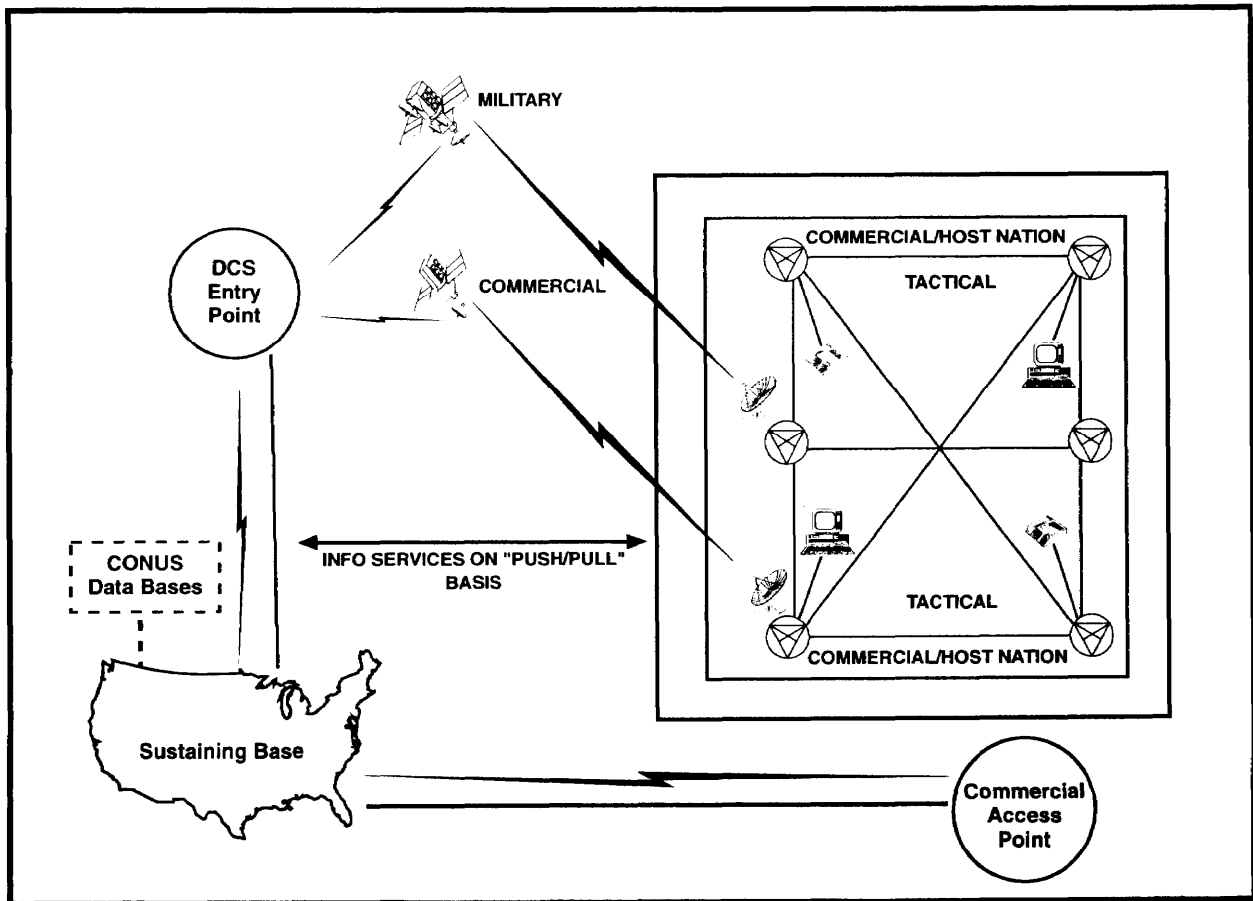 MILITARY
COMMERCIAL/HOST NATION
DCS
Entry
Point
TACTICAL
COMMERCIAL
INFO SERVICES ON "PUSH/PULL"
BASIS
CONUS
Data Bases
TACTICAL
COMMERCIAL/HOST NATION
Sustaining Base
Commercial
Access
Point